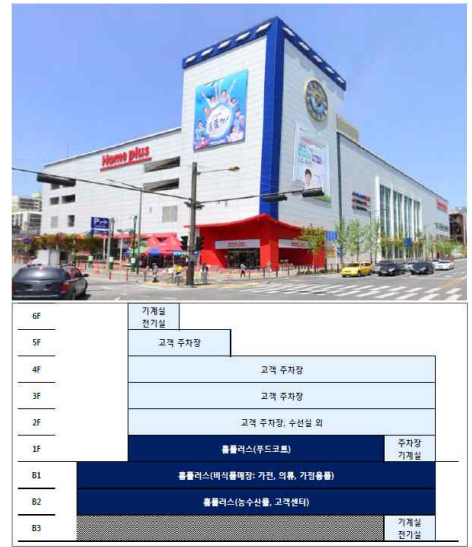 Home plus
6F
기계실
전기실
5F
고객 주차장
4F
고객 주차장
3F
고객 주차장
2F
고객 주차장, 수선실 외
1F
홈플러스(푸드코트)
주차장
기계실
B1
홈플러스(비식품매장: 가전, 의류, 가정용품)
B2
홈플러스(농수산물, 고객센터)
B3
기계실
전기실